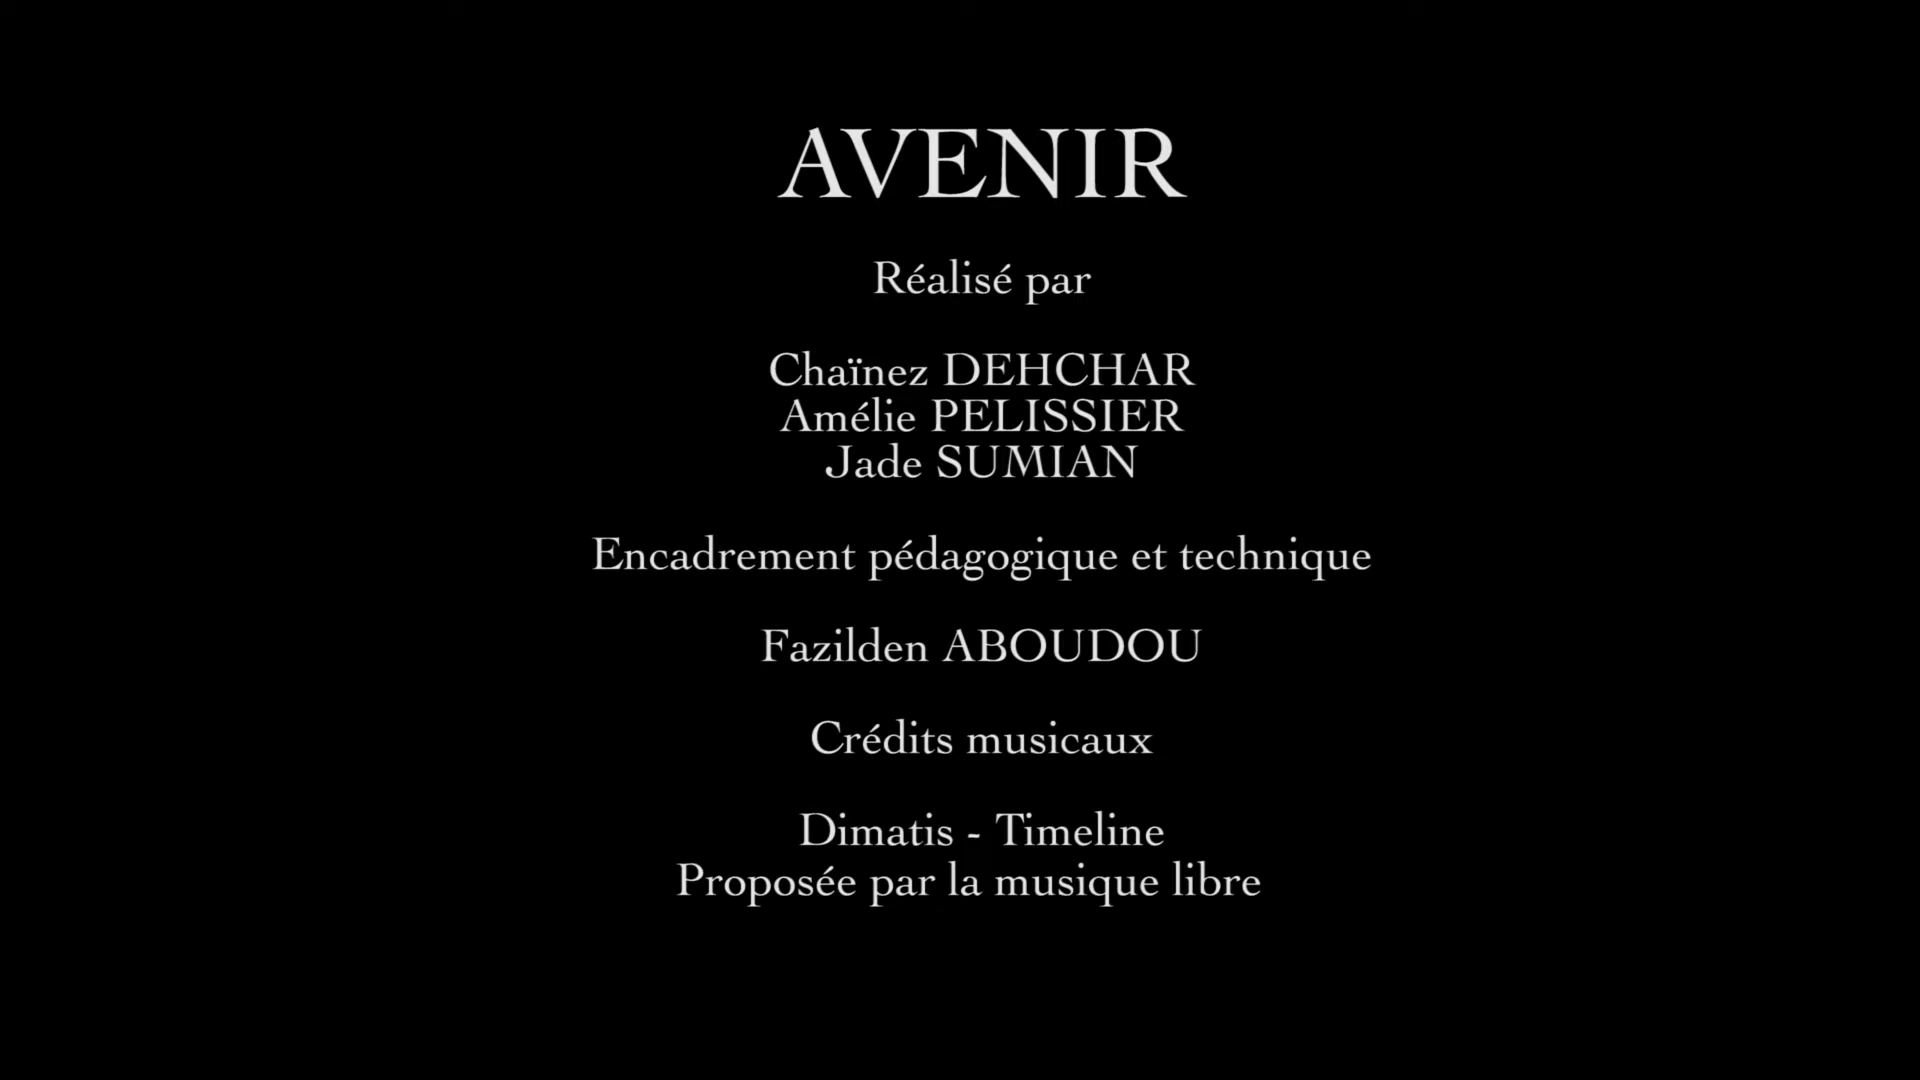 AVENIR
Réalisé par
Chaïnez DEHCHAR
Amélie PELISSIER
Jade SUMIAN
Encadrement pédagogique et technique
Fazilden ABOUDOU
Crédits musicaux
Dimatis - Timeline
Proposée par la musique libre